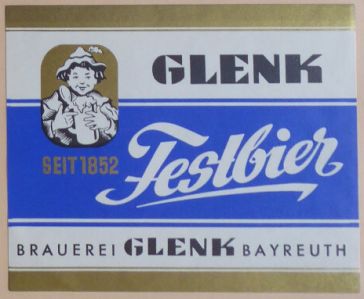 GLENK
SEIT 1852
Festbier
BRAUEREI GLENK BAYREUTH